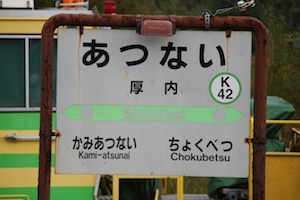 あつない
厚内
K
42
かみあつない
Kami-atsunai
ちょくべつ
Chokubetsu